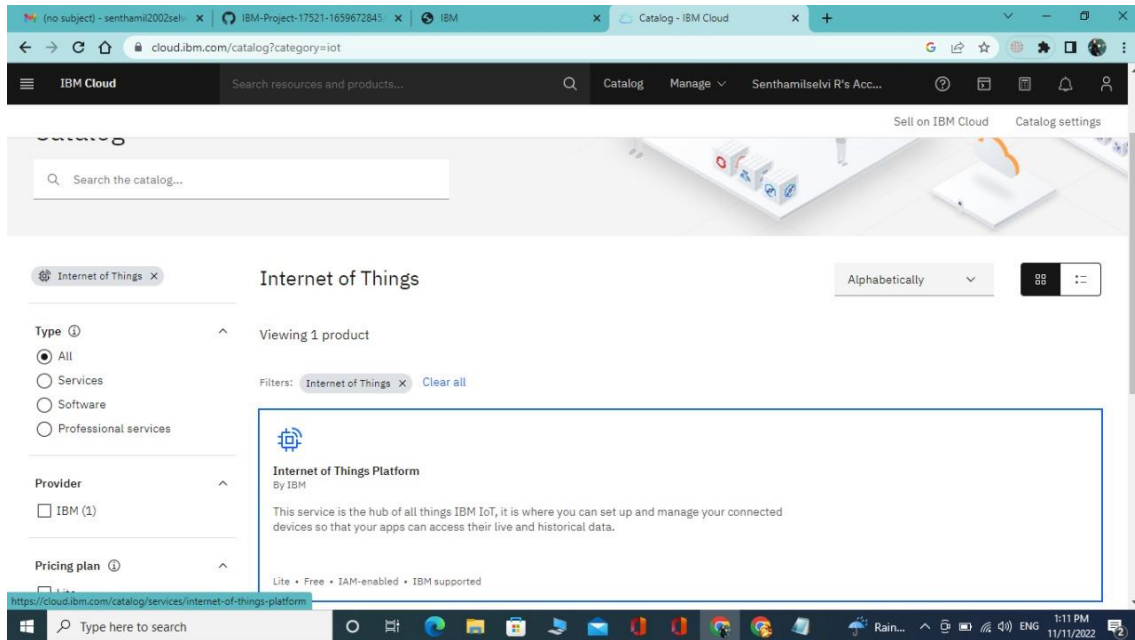 (no subject) - senthamil2002selv
IBM-Project-17521-1659672845
IBM
Catalog - IBM Cloud
cloud.ibm.com/catalog?category=iot
IBM Cloud
Search resources and products...
Catalog
Manage
Senthamilselvi R's Acc...
Sell on IBM Cloud
Catalog settings
Catalog
Search the catalog...
Internet of Things
Internet of Things
Alphabetically
Type
All
Services
Software
Professional services
Provider
IBM (1)
Pricing plan
Lite
Viewing 1 product
Filters: Internet of Things Clear all
Internet of Things Platform
By IBM
This service is the hub of all things IBM IoT, it is where you can set up and manage your connected
devices so that your apps can access their live and historical data.
Lite • Free • IAM-enabled • IBM supported
https://cloud.ibm.com/catalog/services/internet-of-things-platform
Type here to search
Rain...
ENG
1:11 PM
11/11/2022
2